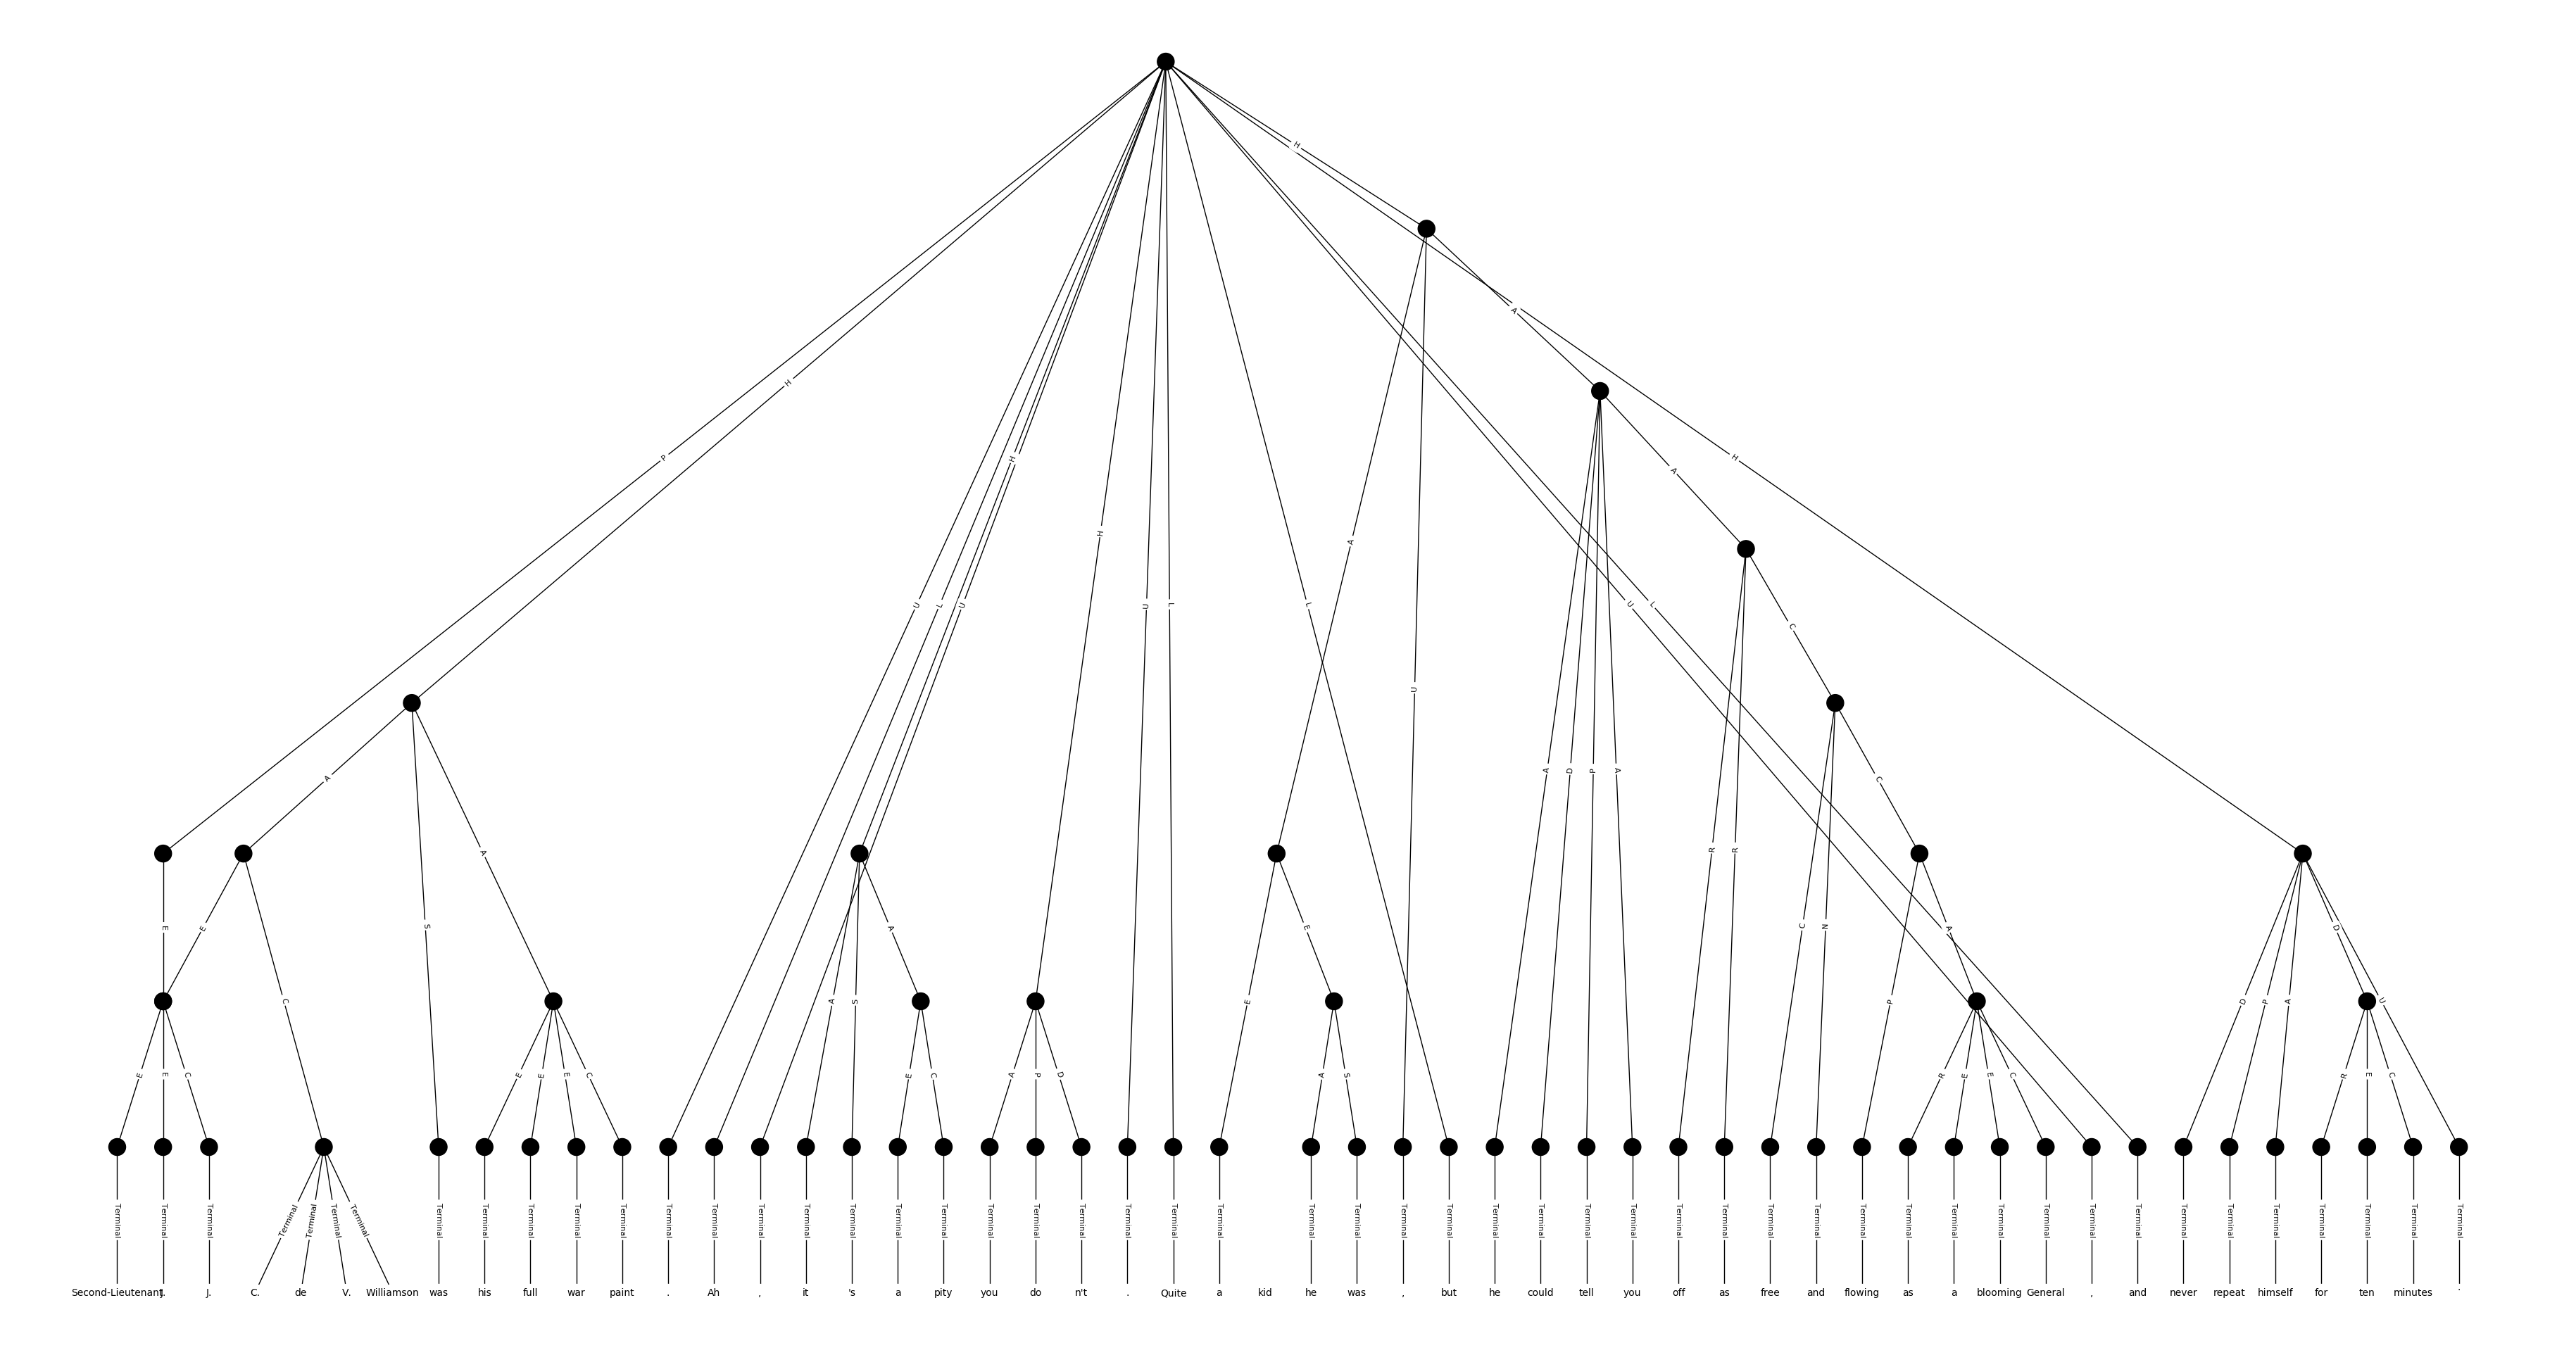 H
A
H
P H H
A
H
A
U L U U L L U L
C
U
A D P A
A C
A R R
E E S A E C N A D
C A S E P D P A U
E E C E E E C E C A P D A S R E E C R E C
Terminal Terminal Terminal Terminal Terminal Terminal Terminal Terminal Terminal Terminal Terminal Terminal Terminal Terminal Terminal Terminal Terminal Terminal Terminal Terminal Terminal Terminal Terminal Terminal Terminal Terminal Terminal Terminal Terminal Terminal Terminal Terminal Terminal Terminal Terminal Terminal Terminal Terminal Terminal Terminal Terminal Terminal Terminal Terminal Terminal Terminal Terminal Terminal Terminal Terminal Terminal
Second-Lieutenant J. C. de V. Williamson was his full war paint . Ah , it 's a pity you do n't . Quite a kid he was , but he could tell you off as free and flowing as a blooming General , and never repeat himself for ten minutes .